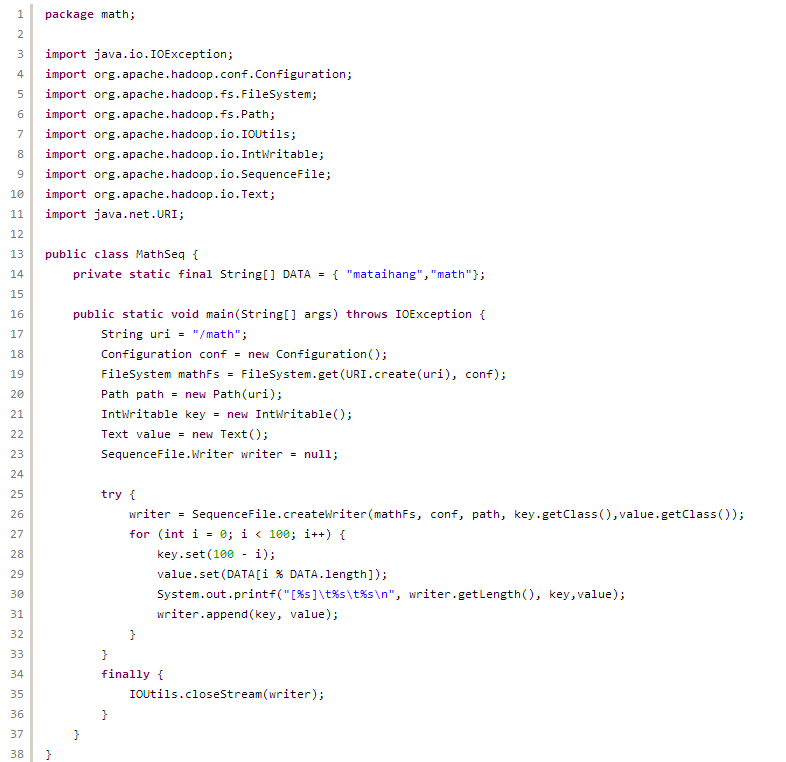 1 package math;
2
3 import java.io.IOException;
4 import org.apache.hadoop.conf.Configuration;
5 import org.apache.hadoop.fs.FileSystem;
6 import org.apache.hadoop.fs.Path;
7 import org.apache.hadoop.io.IOUtils;
8 import org.apache.hadoop.io.IntWritable;
9 import org.apache.hadoop.io.SequenceFile;
10 import org.apache.hadoop.io.Text;
11 import java.net.URI;
12
13 public class MathSeq {
14     private static final String[] DATA = { "mataihang","math"};
15
16     public static void main(String[] args) throws IOException {
17         String uri = "/math";
18         Configuration conf = new Configuration();
19         FileSystem mathFs = FileSystem.get(URI.create(uri), conf);
20         Path path = new Path(uri);
21         IntWritable key = new IntWritable();
22         Text value = new Text();
23         SequenceFile.Writer writer = null;
24
25         try {
26             writer = SequenceFile.createWriter(mathFs, conf, path, key.getClass(),value.getClass());
27             for (int i = 0; i < 100; i++) {
28                 key.set(100 - i);
29                 value.set(DATA[i % DATA.length]);
30                 System.out.printf("[%s]\t%s\t%s\n", writer.getLength(), key,value);
31                 writer.append(key, value);
32             }
33         }
34         finally {
35             IOUtils.closeStream(writer);
36         }
37     }
38 }